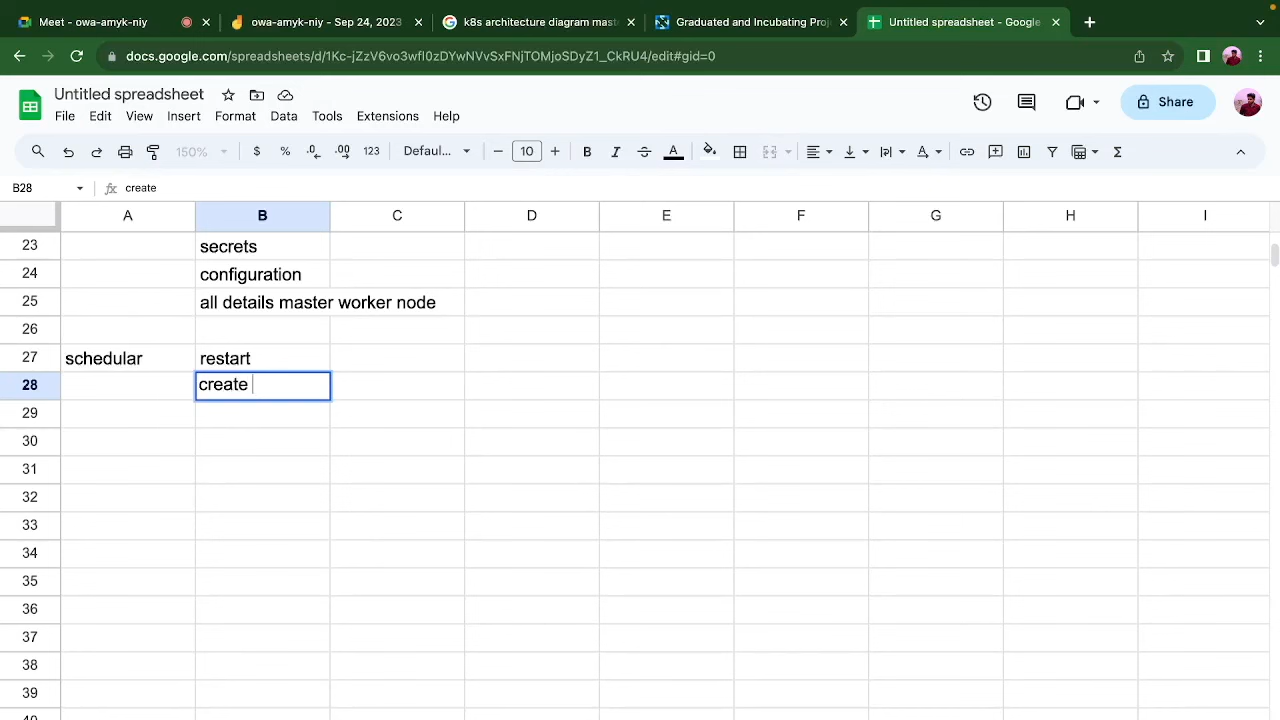 Meet - owa-amyk-niy
owa-amyk-niy - Sep 24, 2023
k8s architecture diagram mast
Graduated and Incubating Proj
Untitled spreadsheet - Google
docs.google.com/spreadsheets/d/1Kc-jZzV6vo3wfl0zDYwNVvSxFNjTOMjoSDyZ1_CkRU4/edit#gid=0
Untitled spreadsheet
File Edit View Insert Format Data Tools Extensions Help
Share
150% $ % .0 .00 123 Defaul... 10 B I A
B28 fx create
A B C D E F G H I
23 secrets
24 configuration
25 all details master worker node
26
27 schedular restart
28 create
29
30
31
32
33
34
35
36
37
38
39
40